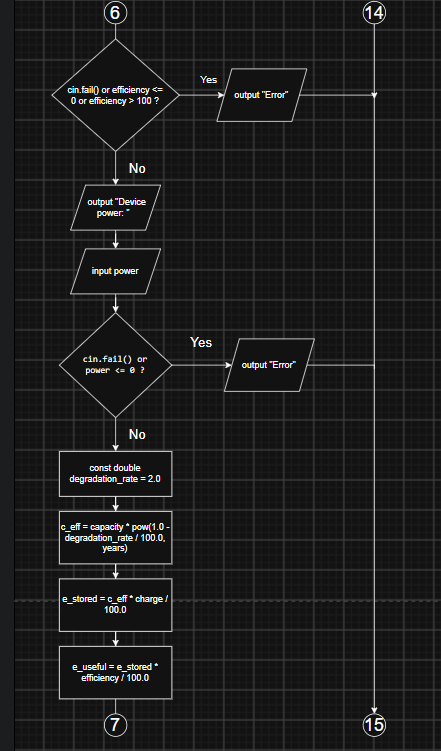 6
14
cin.fail() or efficiency <=
0 or efficiency > 100 ?
Yes
output "Error"
No
output "Device
power: "
input power
cin.fail() or
power <= 0 ?
Yes
output "Error"
No
const double
degradation_rate = 2.0
c_eff = capacity * pow(1.0 -
degradation_rate / 100.0,
years)
e_stored = c_eff * charge /
100.0
e_useful = e_stored *
efficiency / 100.0
7
15